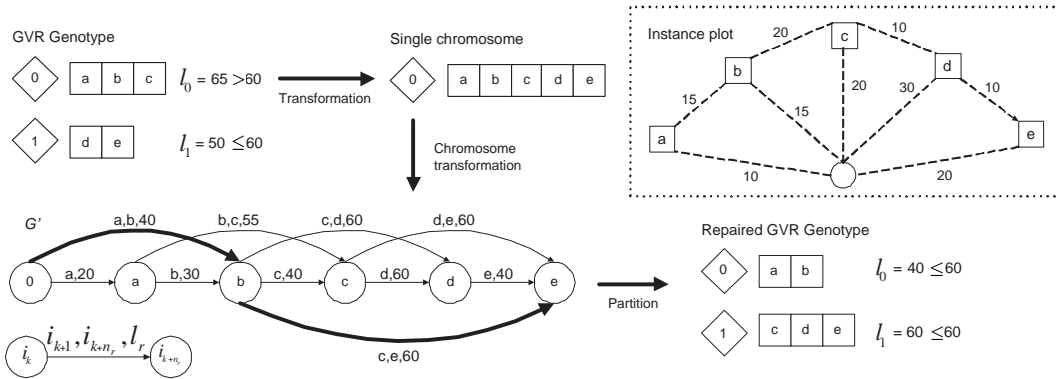 GVR Genotype
0 a b c l₀ = 65 >60
1 d e l₁ = 50 ≤60
Transformation
Single chromosome
0 a b c d e
Chromosome
transformation
Instance plot
20
c
10
b
d
15
15
20
30
10
a
e
10
20
G'
a,b,40
b,c,55
c,d,60
d,e,60
0 a,20 a b,30 b c,40 c d,60 d e,40 e
c,e,60
iₖ iₖ₊₁,iₖ₊ₙᵣ,lᵣ iₖ₊ₙᵣ
Partition
Repaired GVR Genotype
0 a b l₀ = 40 ≤60
1 c d e l₁ = 60 ≤60